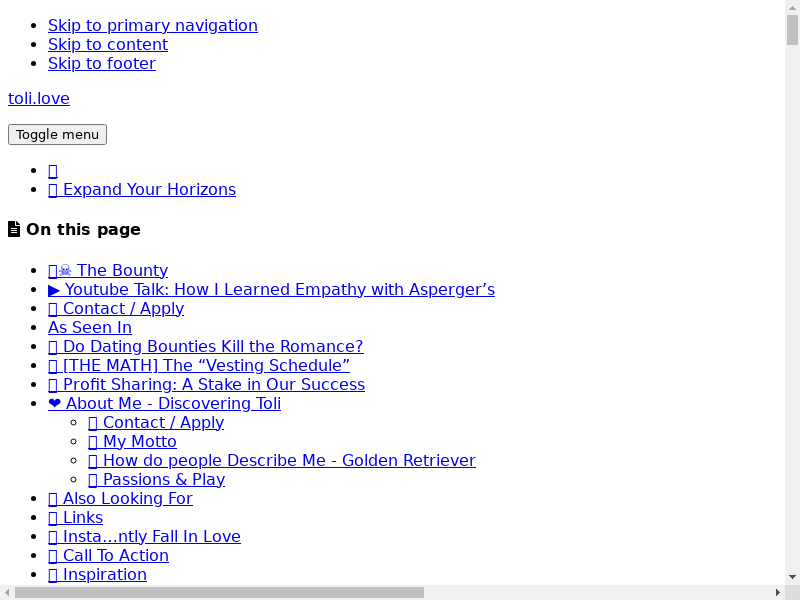 Skip to primary navigation
Skip to content
Skip to footer
toli.love
Toggle menu
Expand Your Horizons
On this page
☠ The Bounty
▶ Youtube Talk: How I Learned Empathy with Asperger’s
Contact / Apply
As Seen In
Do Dating Bounties Kill the Romance?
[THE MATH] The “Vesting Schedule”
Profit Sharing: A Stake in Our Success
❤ About Me - Discovering Toli
Contact / Apply
My Motto
How do people Describe Me - Golden Retriever
Passions & Play
Also Looking For
Links
Insta...ntly Fall In Love
Call To Action
Inspiration